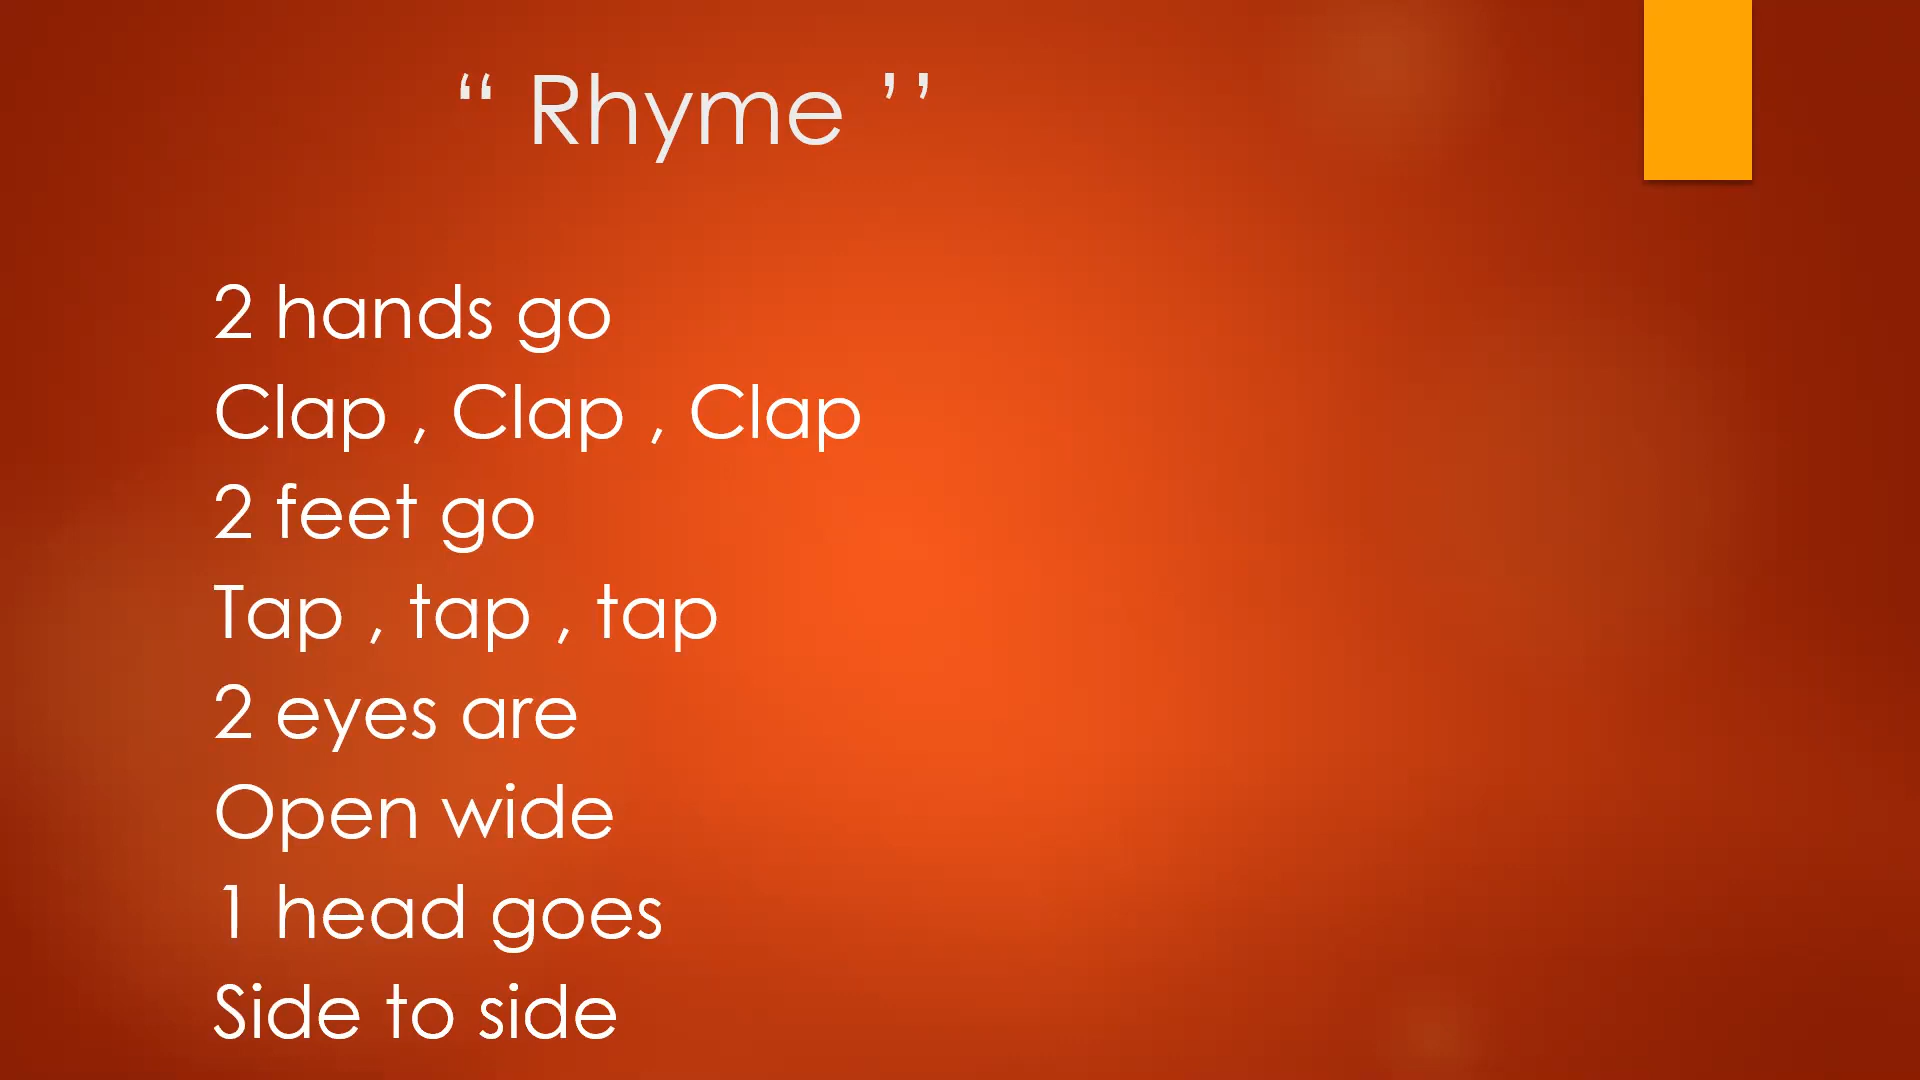 “ Rhyme ’’
2 hands go
Clap , Clap , Clap
2 feet go
Tap , tap , tap
2 eyes are
Open wide
1 head goes
Side to side